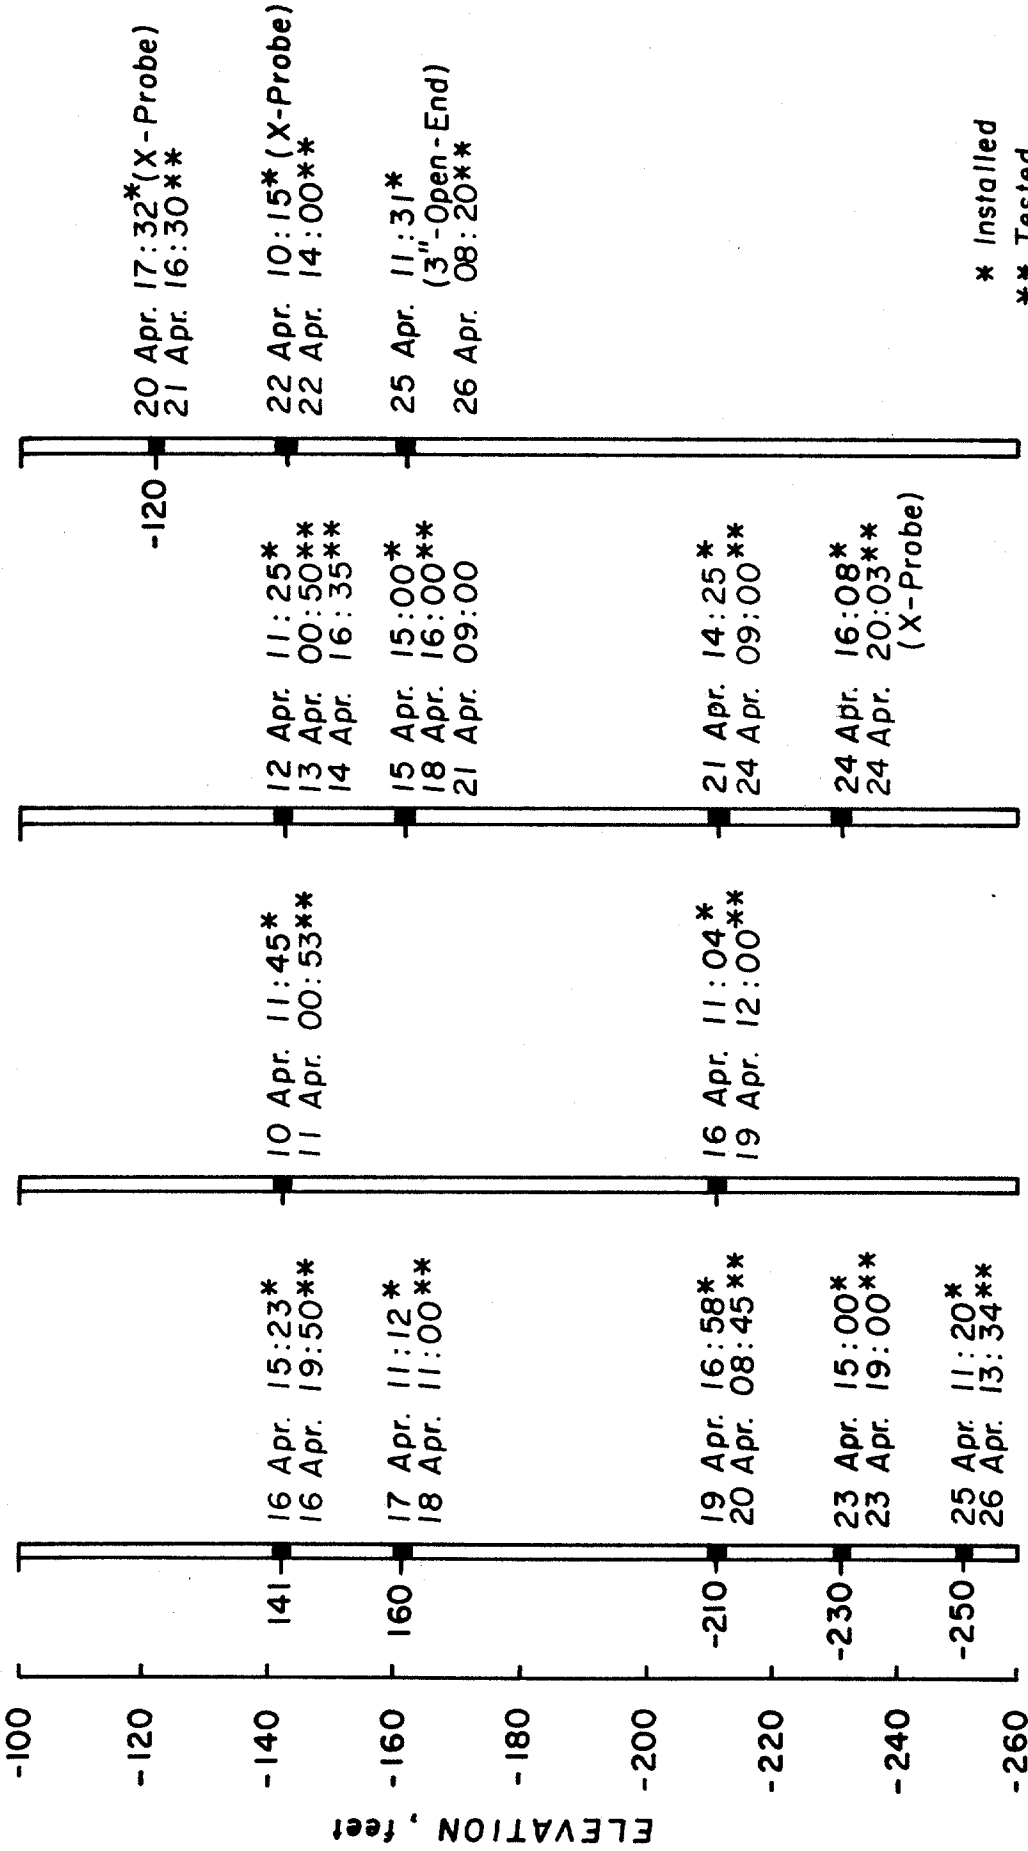 ELEVATION, feet
-100
-120
-140
-160
-180
-200
-220
-240
-260
141
160
-210
-230
-250
16 Apr. 15:23*
16 Apr. 19:50**
17 Apr. 11:12*
18 Apr. 11:00**
19 Apr. 16:58*
20 Apr. 08:45**
23 Apr. 15:00*
23 Apr. 19:00**
25 Apr. 11:20*
26 Apr. 13:34**
10 Apr. 11:45*
11 Apr. 00:53**
16 Apr. 11:04*
19 Apr. 12:00**
12 Apr. 11:25*
13 Apr. 00:50**
14 Apr. 16:35**
15 Apr. 15:00*
18 Apr. 16:00**
21 Apr. 09:00
21 Apr. 14:25*
24 Apr. 09:00**
24 Apr. 16:08*
24 Apr. 20:03**
(X-Probe)
-120
20 Apr. 17:32*(X-Probe)
21 Apr. 16:30**
22 Apr. 10:15*(X-Probe)
22 Apr. 14:00**
25 Apr. 11:31*
(3"-Open-End)
26 Apr. 08:20**
* Installed
** Tested